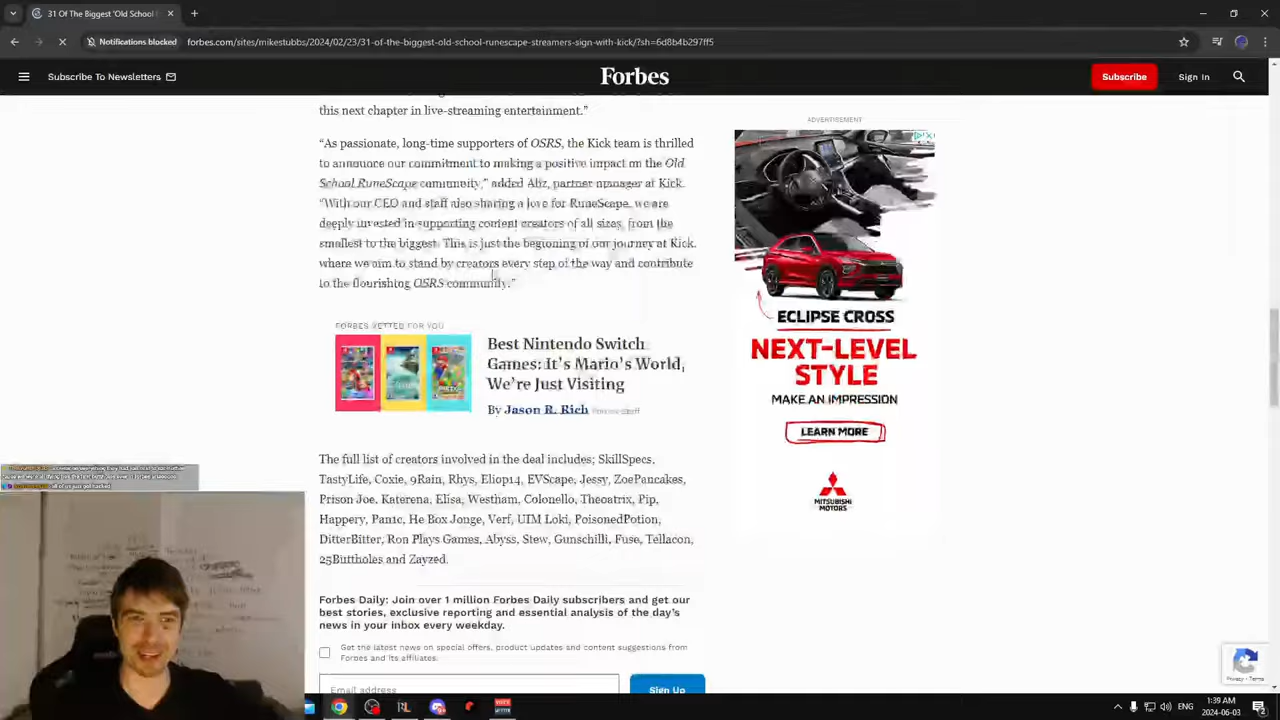 31 Of The Biggest 'Old School
Notifications blocked
forbes.com/sites/mikestubbs/2024/02/23/31-of-the-biggest-old-school-runescape-streamers-sign-with-kick/?sh=6d8b4b297ff5
Subscribe To Newsletters
Forbes
Subscribe
Sign In
this next chapter in live-streaming entertainment."
“As passionate, long-time supporters of OSRS, the Kick team is thrilled
to announce our commitment to making a positive impact on the Old
School RuneScape community,” added Abz, partner manager at Kick.
“With our CEO and staff also sharing a love for RuneScape, we are
deeply invested in supporting content creators of all sizes, from the
smallest to the biggest. This is just the beginning of our journey at Kick.
where we aim to stand by creators every step of the way and contribute
to the flourishing OSRS community.”
FORBES VETTED FOR YOU
Best Nintendo Switch
Games: It’s Mario’s World,
We’re Just Visiting
By Jason R. Rich Forbes Staff
The full list of creators involved in the deal includes; SkillSpecs,
TastyLife, Coxie, 9Rain, Rhys, Eliop14, EVScape, Jessy, ZoePancakes,
Prison Joe, Katerena, Elisa, Westham, Colonello, Theoatrix, Pip,
Happery, Pan1c, He Box Jonge, Verf, UIM Loki, PoisonedPotion,
DitterBitter, Ron Plays Games, Abyss, Stew, Gunschilli, Fuse, Tellacon,
25Buttholes and Zayzed.
Forbes Daily: Join over 1 million Forbes Daily subscribers and get our
best stories, exclusive reporting and essential analysis of the day’s
news in your inbox every weekday.
Get the latest news on special offers, product updates and content suggestions from
Forbes and its affiliates.
Email address
Sign Up
ADVERTISEMENT
ECLIPSE CROSS
NEXT-LEVEL
STYLE
MAKE AN IMPRESSION
LEARN MORE
MITSUBISHI
MOTORS
Privacy - Terms
ENG
1:39 AM
2024-06-03